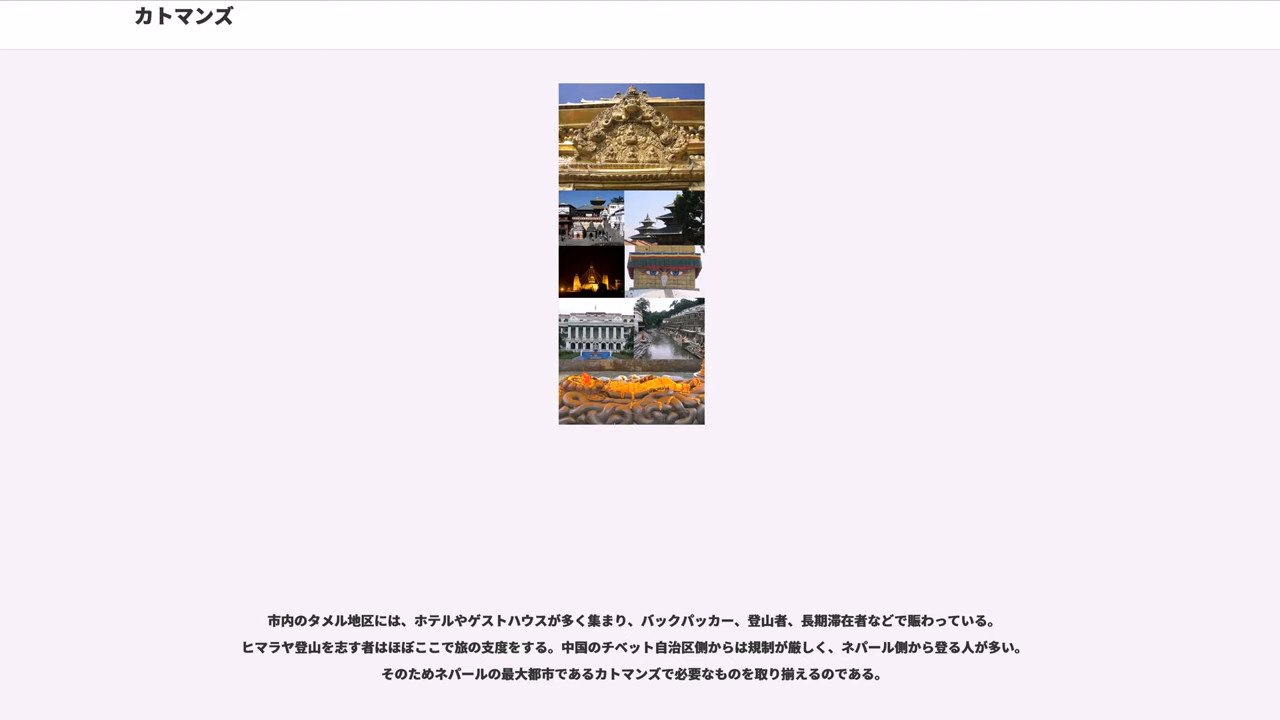 カトマンズ
市内のタメル地区には、ホテルやゲストハウスが多く集まり、バックパッカー、登山者、長期滞在者などで賑わっている。
ヒマラヤ登山を志す者はほぼここで旅の支度をする。中国のチベット自治区側からは規制が厳しく、ネパール側から登る人が多い。
そのためネパールの最大都市であるカトマンズで必要なものを取り揃えるのである。